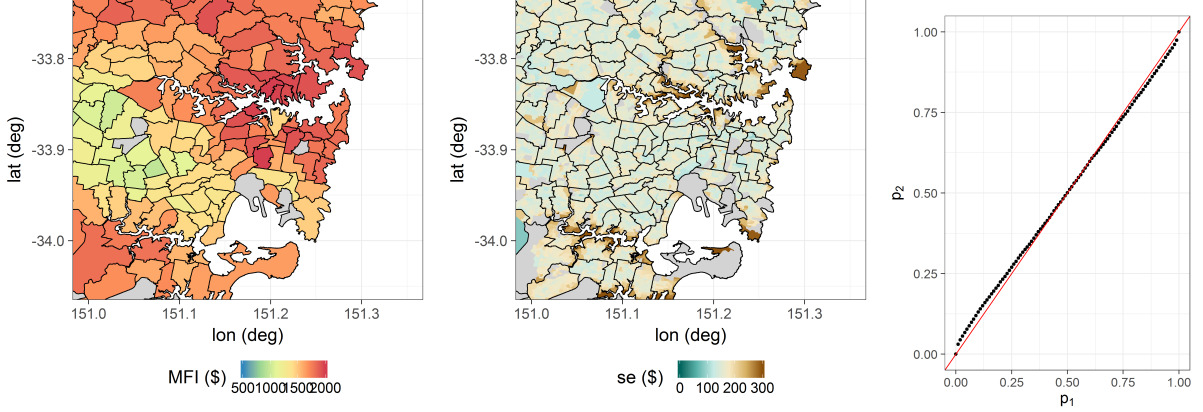 -33.8
-33.9
-34.0
lat (deg)
151.0 151.1 151.2 151.3
lon (deg)
MFI ($)
500 1000 1500 2000
-33.8
-33.9
-34.0
lat (deg)
151.0 151.1 151.2 151.3
lon (deg)
se ($)
0 100 200 300
1.00
0.75
0.50
0.25
0.00
p2
0.00 0.25 0.50 0.75 1.00
p1